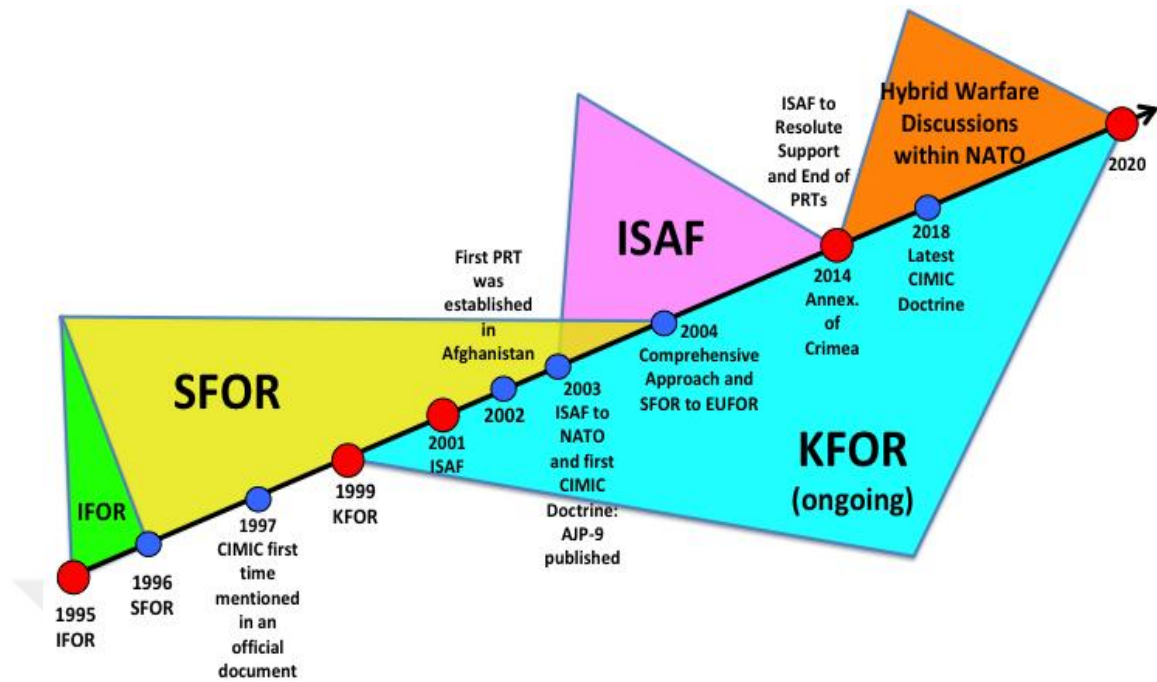 IFOR
SFOR
ISAF
KFOR
(ongoing)
Hybrid Warfare
Discussions
within NATO
1995
IFOR
1996
SFOR
1997
CIMIC first
time
mentioned
in an
official
document
1999
KFOR
2001
ISAF
First PRT
was
established
in
Afghanistan
2002
2003
ISAF to
NATO
and first
CIMIC
Doctrine:
AJP-9
published
2004
Comprehensive
Approach and
SFOR to EUFOR
ISAF to
Resolute
Support
and End of
PRTs
2014
Annex.
of
Crimea
2018
Latest
CIMIC
Doctrine
2020